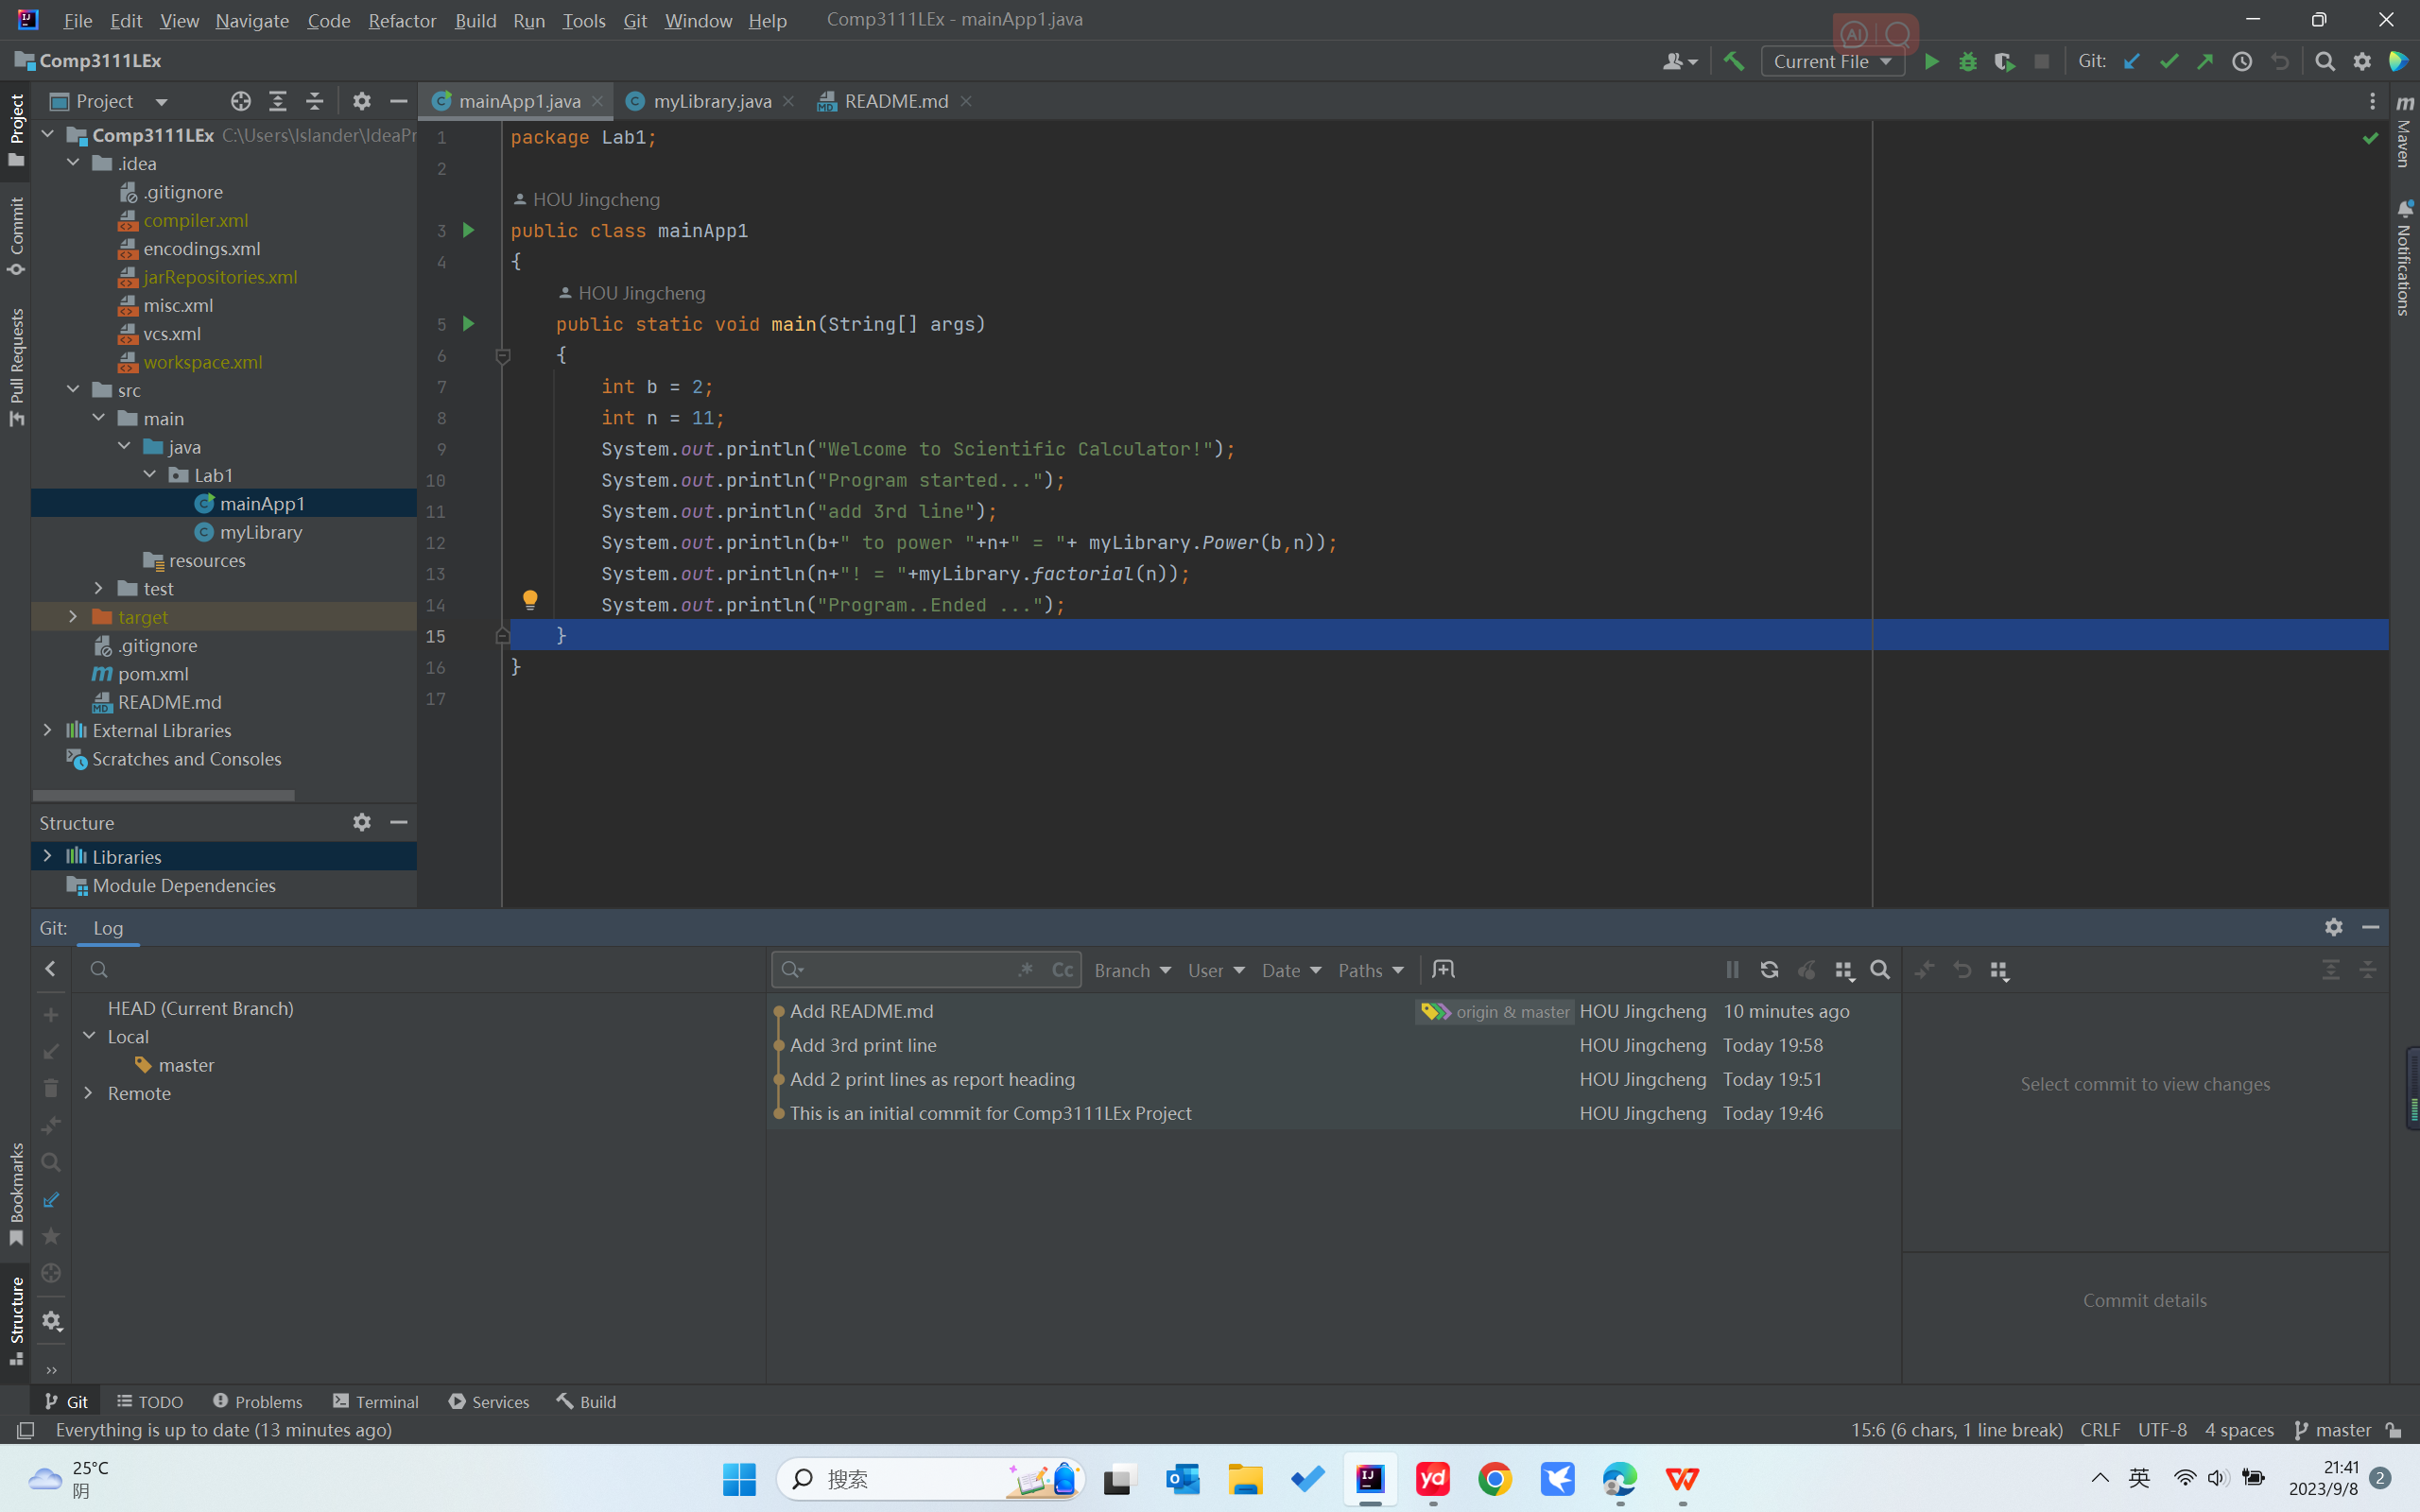 File Edit View Navigate Code Refactor Build Run Tools Git Window Help Comp3111LEx - mainApp1.java
Comp3111LEx
AI
Current File
Git:
Project
mainApp1.java
myLibrary.java
README.md
Project
Commit
Pull Requests
Bookmarks
Structure
Maven
Notifications
Comp3111LEx C:\Users\Islander\IdeaPr
.idea
.gitignore
compiler.xml
encodings.xml
jarRepositories.xml
misc.xml
vcs.xml
workspace.xml
src
main
java
Lab1
mainApp1
myLibrary
resources
test
target
.gitignore
pom.xml
README.md
External Libraries
Scratches and Consoles
Structure
Libraries
Module Dependencies
1 package Lab1;
2
HOU Jingcheng
3 public class mainApp1
4 {
HOU Jingcheng
5 public static void main(String[] args)
6 {
7 int b = 2;
8 int n = 11;
9 System.out.println("Welcome to Scientific Calculator!");
10 System.out.println("Program started...");
11 System.out.println("add 3rd line");
12 System.out.println(b+" to power "+n+" = "+ myLibrary.Power(b,n));
13 System.out.println(n+"! = "+myLibrary.factorial(n));
14 System.out.println("Program..Ended ...");
15 }
16 }
17
Git: Log
.* Cc Branch User Date Paths
HEAD (Current Branch)
Local
master
Remote
Add README.md origin & master HOU Jingcheng 10 minutes ago
Add 3rd print line HOU Jingcheng Today 19:58
Add 2 print lines as report heading HOU Jingcheng Today 19:51
This is an initial commit for Comp3111LEx Project HOU Jingcheng Today 19:46
Select commit to view changes
Commit details
Git TODO Problems Terminal Services Build
Everything is up to date (13 minutes ago)
15:6 (6 chars, 1 line break) CRLF UTF-8 4 spaces master
25°C
阴
搜索
yd
英
21:41
2023/9/8
2